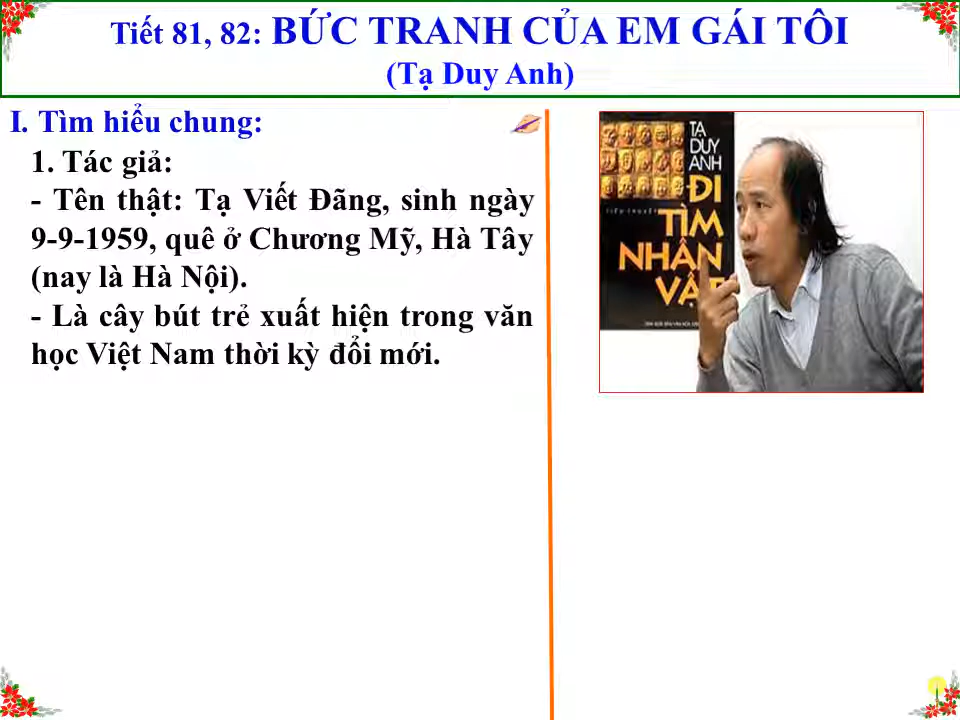 Tiết 81, 82: BỨC TRANH CỦA EM GÁI TÔI
(Tạ Duy Anh)
I. Tìm hiểu chung:
1. Tác giả:
- Tên thật: Tạ Viết Đãng, sinh ngày
9-9-1959, quê ở Chương Mỹ, Hà Tây
(nay là Hà Nội).
- Là cây bút trẻ xuất hiện trong văn
học Việt Nam thời kỳ đổi mới.
TẠ
DUY
ANH
ĐI
TIỂU THUYẾT
TÌM
NHÂN
VẬT